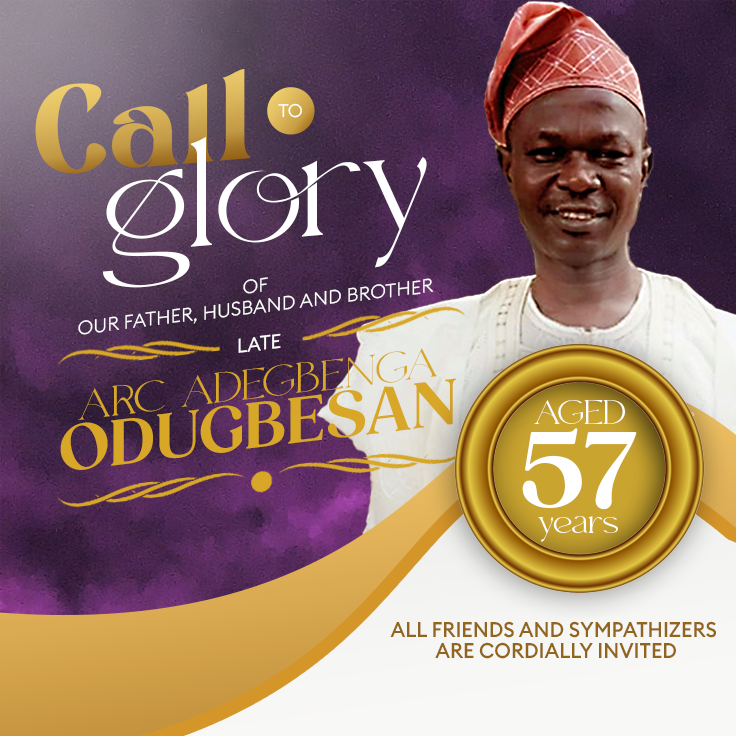 Call TO
glory
OF
OUR FATHER, HUSBAND AND BROTHER
LATE
ARC ADEGBENGA
ODUGBESAN
AGED
57
years
ALL FRIENDS AND SYMPATHIZERS
ARE CORDIALLY INVITED